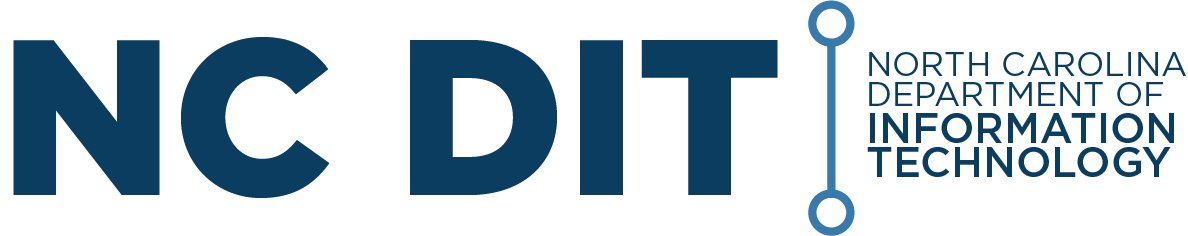 NC DIT
NORTH CAROLINA
DEPARTMENT OF
INFORMATION
TECHNOLOGY